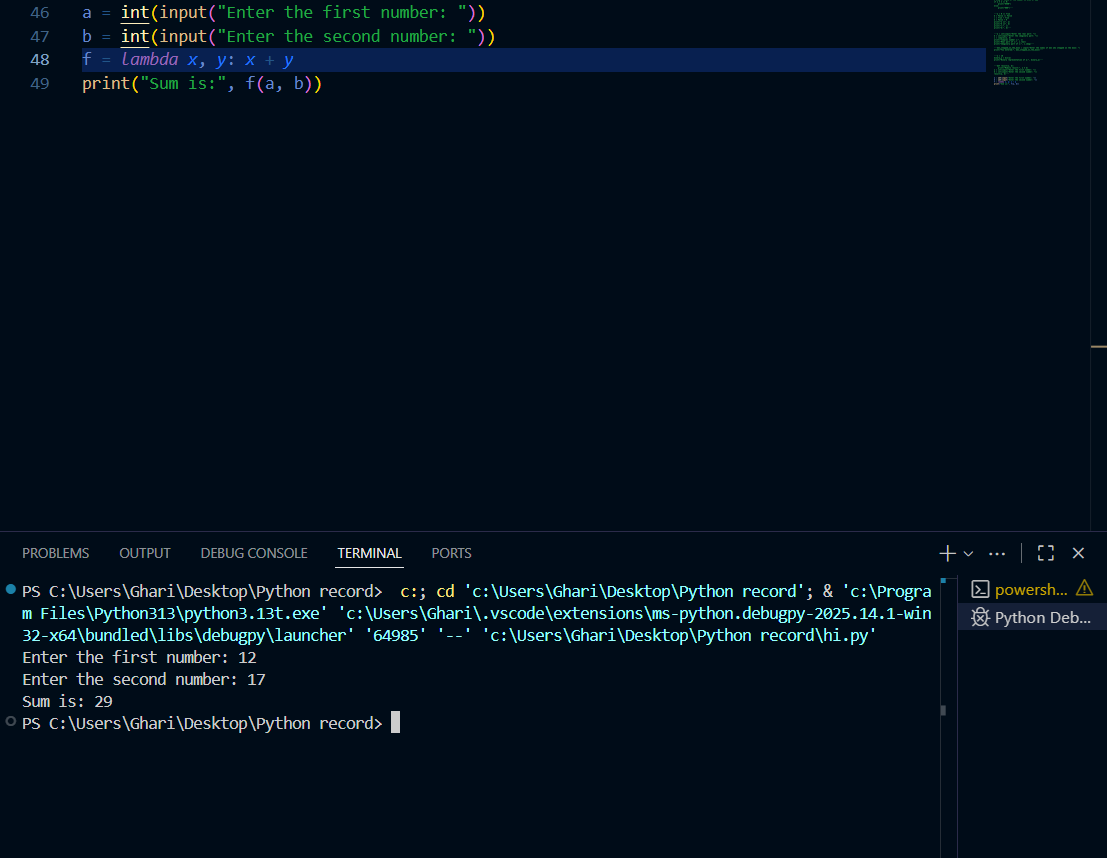 46 a = int(input("Enter the first number: "))
47 b = int(input("Enter the second number: "))
48 f = lambda x, y: x + y
49 print("Sum is:", f(a, b))
PROBLEMS OUTPUT DEBUG CONSOLE TERMINAL PORTS
PS C:\Users\Ghari\Desktop\Python record>  c:; cd 'c:\Users\Ghari\Desktop\Python record'; & 'c:\Progra
m Files\Python313\python3.13t.exe' 'c:\Users\Ghari\.vscode\extensions\ms-python.debugpy-2025.14.1-win
32-x64\bundled\libs\debugpy\launcher' '64985' '--' 'c:\Users\Ghari\Desktop\Python record\hi.py'
Enter the first number: 12
Enter the second number: 17
Sum is: 29
PS C:\Users\Ghari\Desktop\Python record>
powersh...
Python Deb...